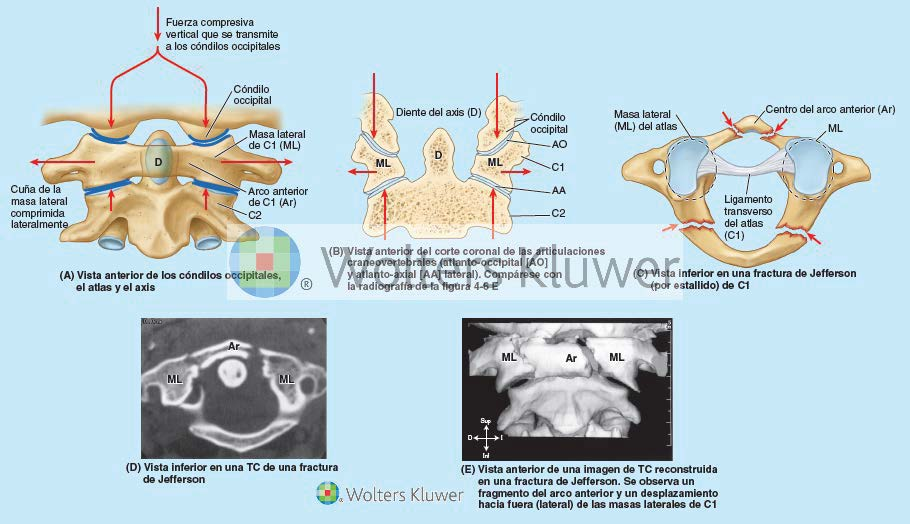 Fuerza compresiva
vertical que se transmite
a los cóndilos occipitales
Cóndilo
occipital
Masa lateral
de C1 (ML)
D
Cuña de la
masa lateral
comprimida
lateralmente
Arco anterior
de C1 (Ar)
C2
(A) Vista anterior de los cóndilos occipitales,
el atlas y el axis
Diente del axis (D)
Cóndilo
occipital
AO
C1
AA
C2
ML
D
ML
(B) Vista anterior del corte coronal de las articulaciones
craneovertebrales (atlanto-occipital [AO]
y atlanto-axial [AA] lateral). Compárese con
la radiografía de la figura 4-6 E
Masa lateral
(ML) del atlas
Centro del arco anterior (Ar)
ML
Ligamento
transverso
del atlas
(C1)
(C) Vista inferior en una fractura de Jefferson
(por estallido) de C1
® Wolters Kluwer
Ar
ML
ML
(D) Vista inferior en una TC de una fractura
de Jefferson
ML
Ar
ML
Sup
D
I
Inf
(E) Vista anterior de una imagen de TC reconstruida
en una fractura de Jefferson. Se observa un
fragmento del arco anterior y un desplazamiento
hacia fuera (lateral) de las masas laterales de C1
Wolters Kluwer